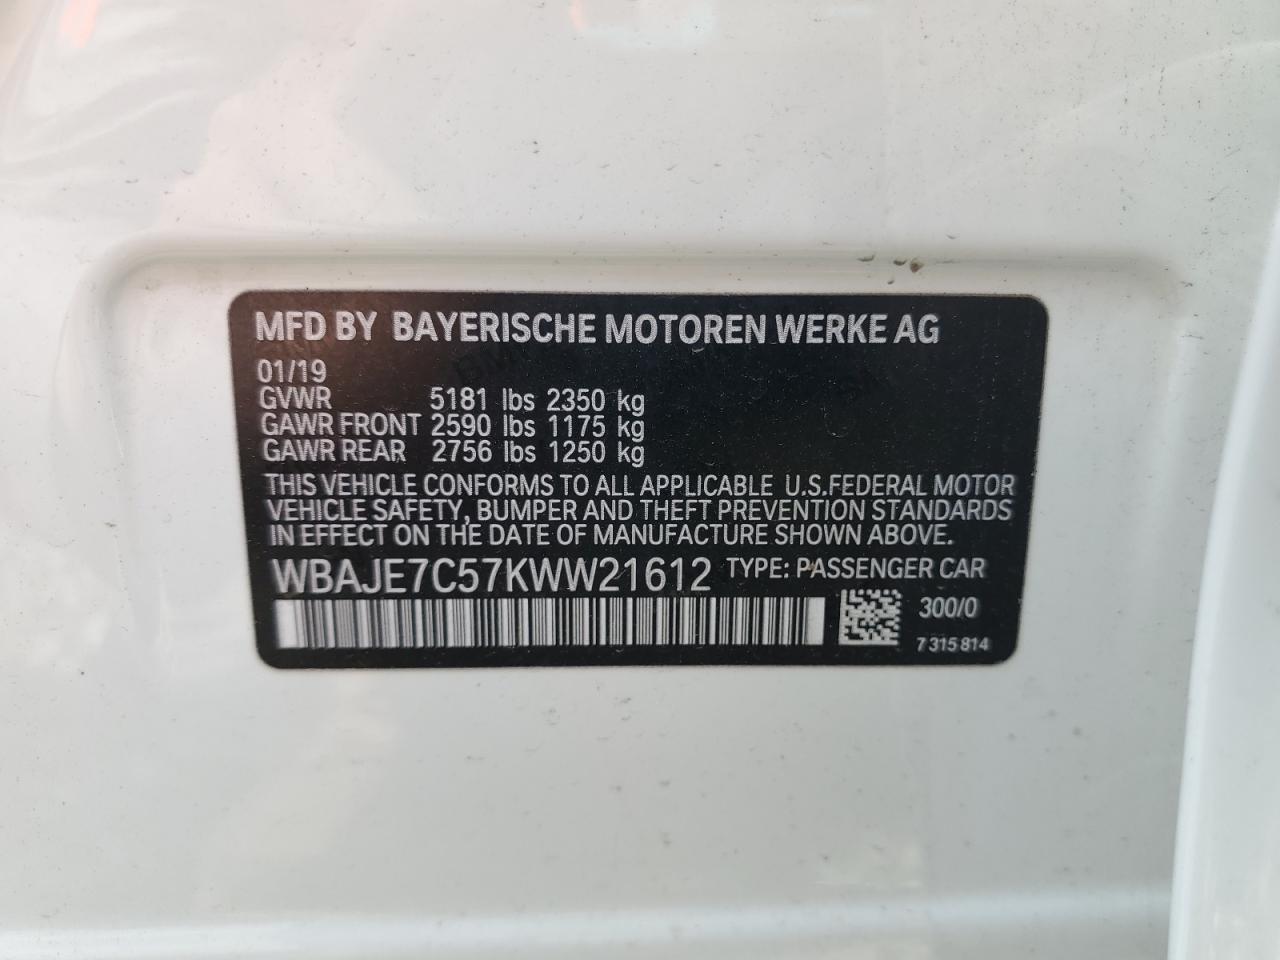 MFD BY BAYERISCHE MOTOREN WERKE AG
01/19
GVWR 5181 lbs 2350 kg
GAWR FRONT 2590 lbs 1175 kg
GAWR REAR 2756 lbs 1250 kg
THIS VEHICLE CONFORMS TO ALL APPLICABLE U.S.FEDERAL MOTOR
VEHICLE SAFETY, BUMPER AND THEFT PREVENTION STANDARDS
IN EFFECT ON THE DATE OF MANUFACTURE SHOWN ABOVE.
WBAJE7C57KWW21612 TYPE: PASSENGER CAR
300/0
7 315 814